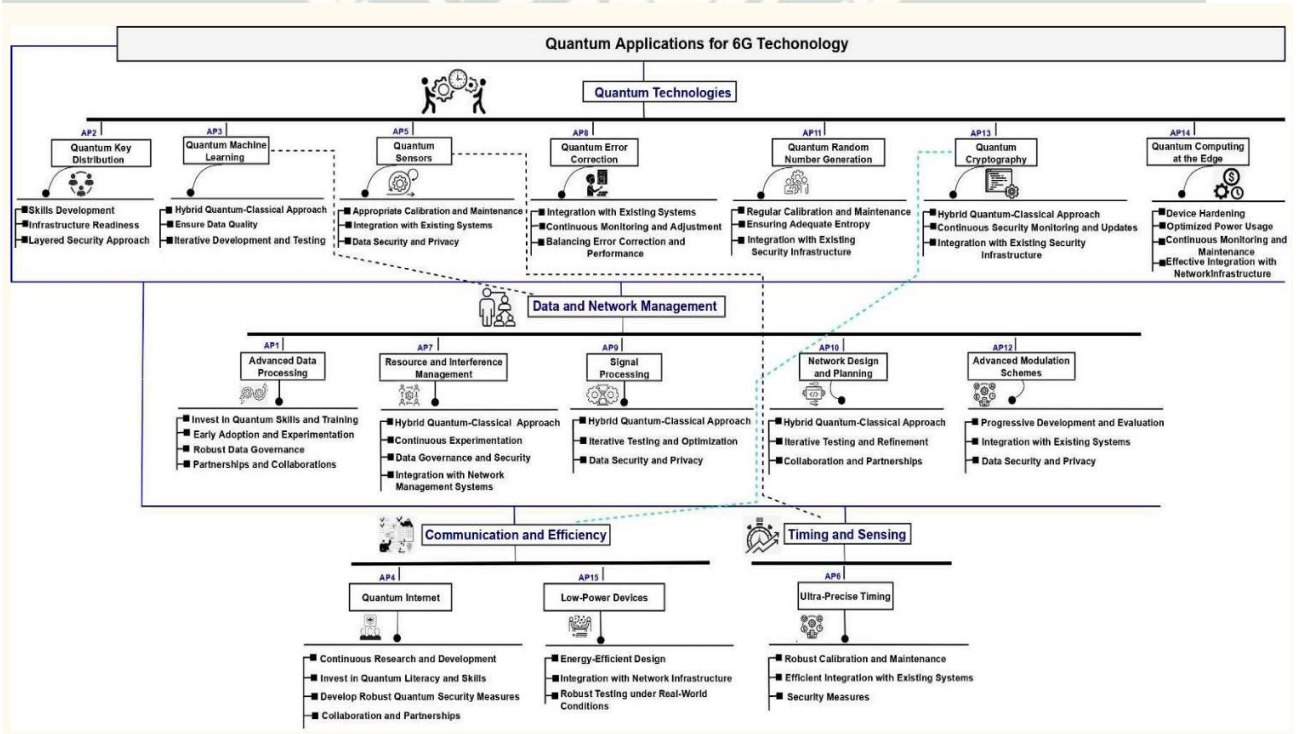 Quantum Applications for 6G Techonology
Quantum Technologies
AP2
Quantum Key
Distribution
Skills Development
Infrastructure Readiness
Layered Security Approach
AP3
Quantum Machine
Learning
Hybrid Quantum-Classical Approach
Ensure Data Quality
Iterative Development and Testing
AP5
Quantum
Sensors
Appropriate Calibration and Maintenance
Integration with Existing Systems
Data Security and Privacy
AP8
Quantum Error
Correction
Integration with Existing Systems
Continuous Monitoring and Adjustment
Balancing Error Correction and
Performance
AP11
Quantum Random
Number Generation
Regular Calibration and Maintenance
Ensuring Adequate Entropy
Integration with Existing
Security Infrastructure
AP13
Quantum
Cryptography
Hybrid Quantum-Classical Approach
Continuous Security Monitoring and Updates
Integration with Existing Security
Infrastructure
AP14
Quantum Computing
at the Edge
Device Hardening
Optimized Power Usage
Continuous Monitoring and
Maintenance
Effective Integration with
NetworkInfrastructure
Data and Network Management
AP1
Advanced Data
Processing
Invest in Quantum Skills and Training
Early Adoption and Experimentation
Robust Data Governance
Partnerships and Collaborations
AP7
Resource and Interference
Management
Hybrid Quantum-Classical Approach
Continuous Experimentation
Data Governance and Security
Integration with Network
Management Systems
AP9
Signal
Processing
Hybrid Quantum-Classical Approach
Iterative Testing and Optimization
Data Security and Privacy
AP10
Network Design
and Planning
Hybrid Quantum-Classical Approach
Iterative Testing and Refinement
Collaboration and Partnerships
AP12
Advanced Modulation
Schemes
Progressive Development and Evaluation
Integration with Existing Systems
Data Security and Privacy
Communication and Efficiency
AP4
Quantum Internet
Continuous Research and Development
Invest in Quantum Literacy and Skills
Develop Robust Quantum Security Measures
Collaboration and Partnerships
AP15
Low-Power Devices
Energy-Efficient Design
Integration with Network Infrastructure
Robust Testing under Real-World
Conditions
Timing and Sensing
AP6
Ultra-Precise Timing
Robust Calibration and Maintenance
Efficient Integration with Existing Systems
Security Measures